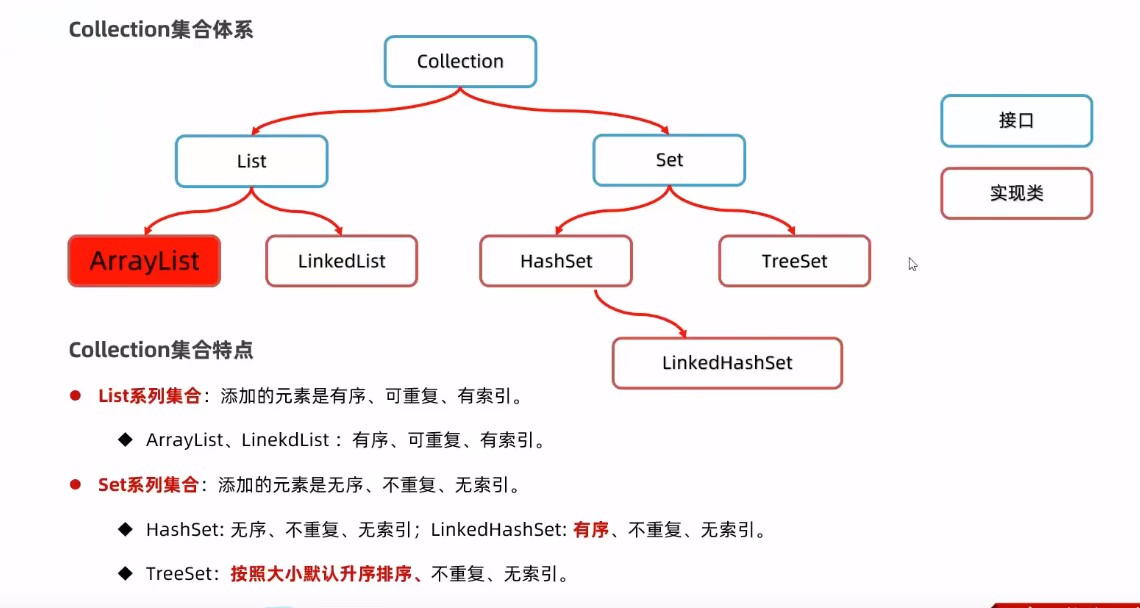 Collection集合体系
Collection
接口
List
Set
实现类
ArrayList
LinkedList
HashSet
TreeSet
LinkedHashSet
Collection集合特点
● List系列集合：添加的元素是有序、可重复、有索引。
◆ ArrayList、LinekdList ：有序、可重复、有索引。
● Set系列集合：添加的元素是无序、不重复、无索引。
◆ HashSet: 无序、不重复、无索引；LinkedHashSet: 有序、不重复、无索引。
◆ TreeSet：按照大小默认升序排序、不重复、无索引。